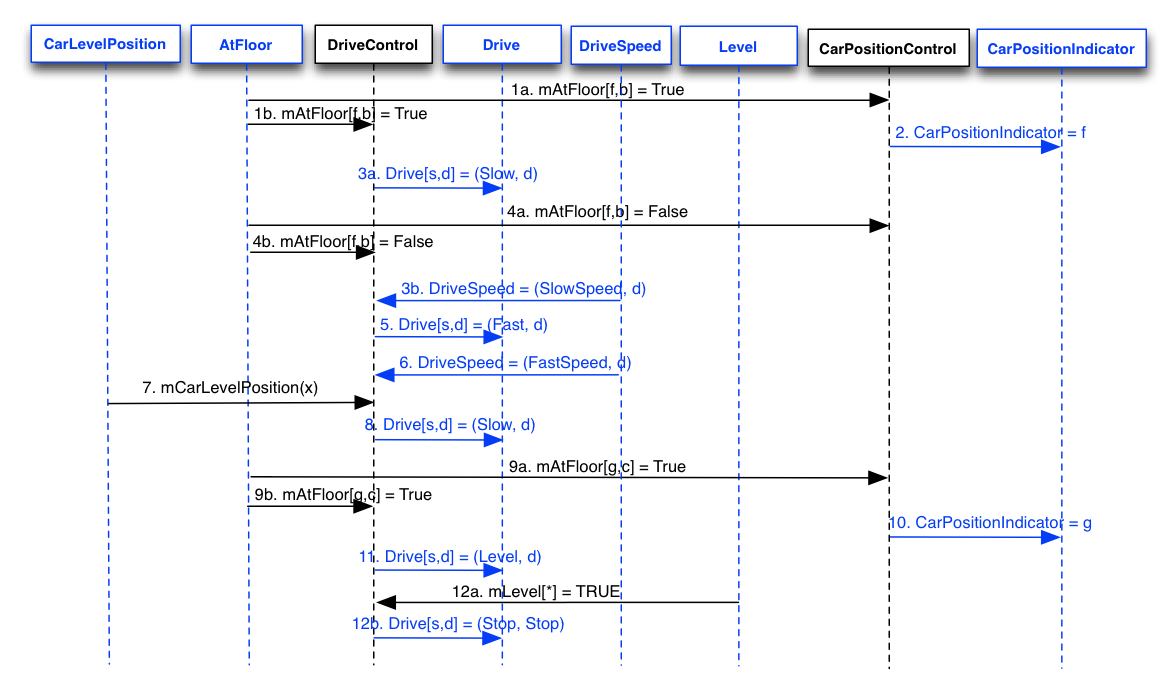 CarLevelPosition
AtFloor
DriveControl
Drive
DriveSpeed
Level
CarPositionControl
CarPositionIndicator
1a. mAtFloor[f,b] = True
1b. mAtFloor[f,b] = True
2. CarPositionIndicator = f
3a. Drive[s,d] = (Slow, d)
4a. mAtFloor[f,b] = False
4b. mAtFloor[f,b] = False
3b. DriveSpeed = (SlowSpeed, d)
5. Drive[s,d] = (Fast, d)
6. DriveSpeed = (FastSpeed, d)
7. mCarLevelPosition(x)
8. Drive[s,d] = (Slow, d)
9a. mAtFloor[g,c] = True
9b. mAtFloor[g,c] = True
10. CarPositionIndicator = g
11. Drive[s,d] = (Level, d)
12a. mLevel[*] = TRUE
12b. Drive[s,d] = (Stop, Stop)